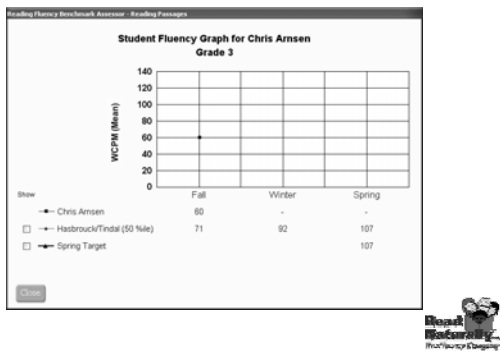 Reading Fluency Benchmark Assessor - Reading Passages
Student Fluency Graph for Chris Arnsen
Grade 3
WCPM (Mean)
140
120
100
80
60
40
20
0
Show Fall Winter Spring
Chris Arnsen 60 - -
Hasbrouck/Tindal (50 %ile) 71 92 107
Spring Target 107
Close
Read
Naturally